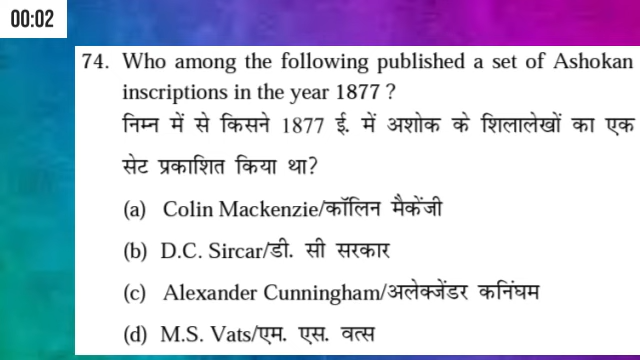 00:02
74. Who among the following published a set of Ashokan
inscriptions in the year 1877 ?
निम्न में से किसने 1877 ई. में अशोक के शिलालेखों का एक
सेट प्रकाशित किया था?
(a) Colin Mackenzie/कॉलिन मैकेंजी
(b) D.C. Sircar/डी. सी सरकार
(c) Alexander Cunningham/अलेक्जेंडर कनिंघम
(d) M.S. Vats/एम. एस. वत्स